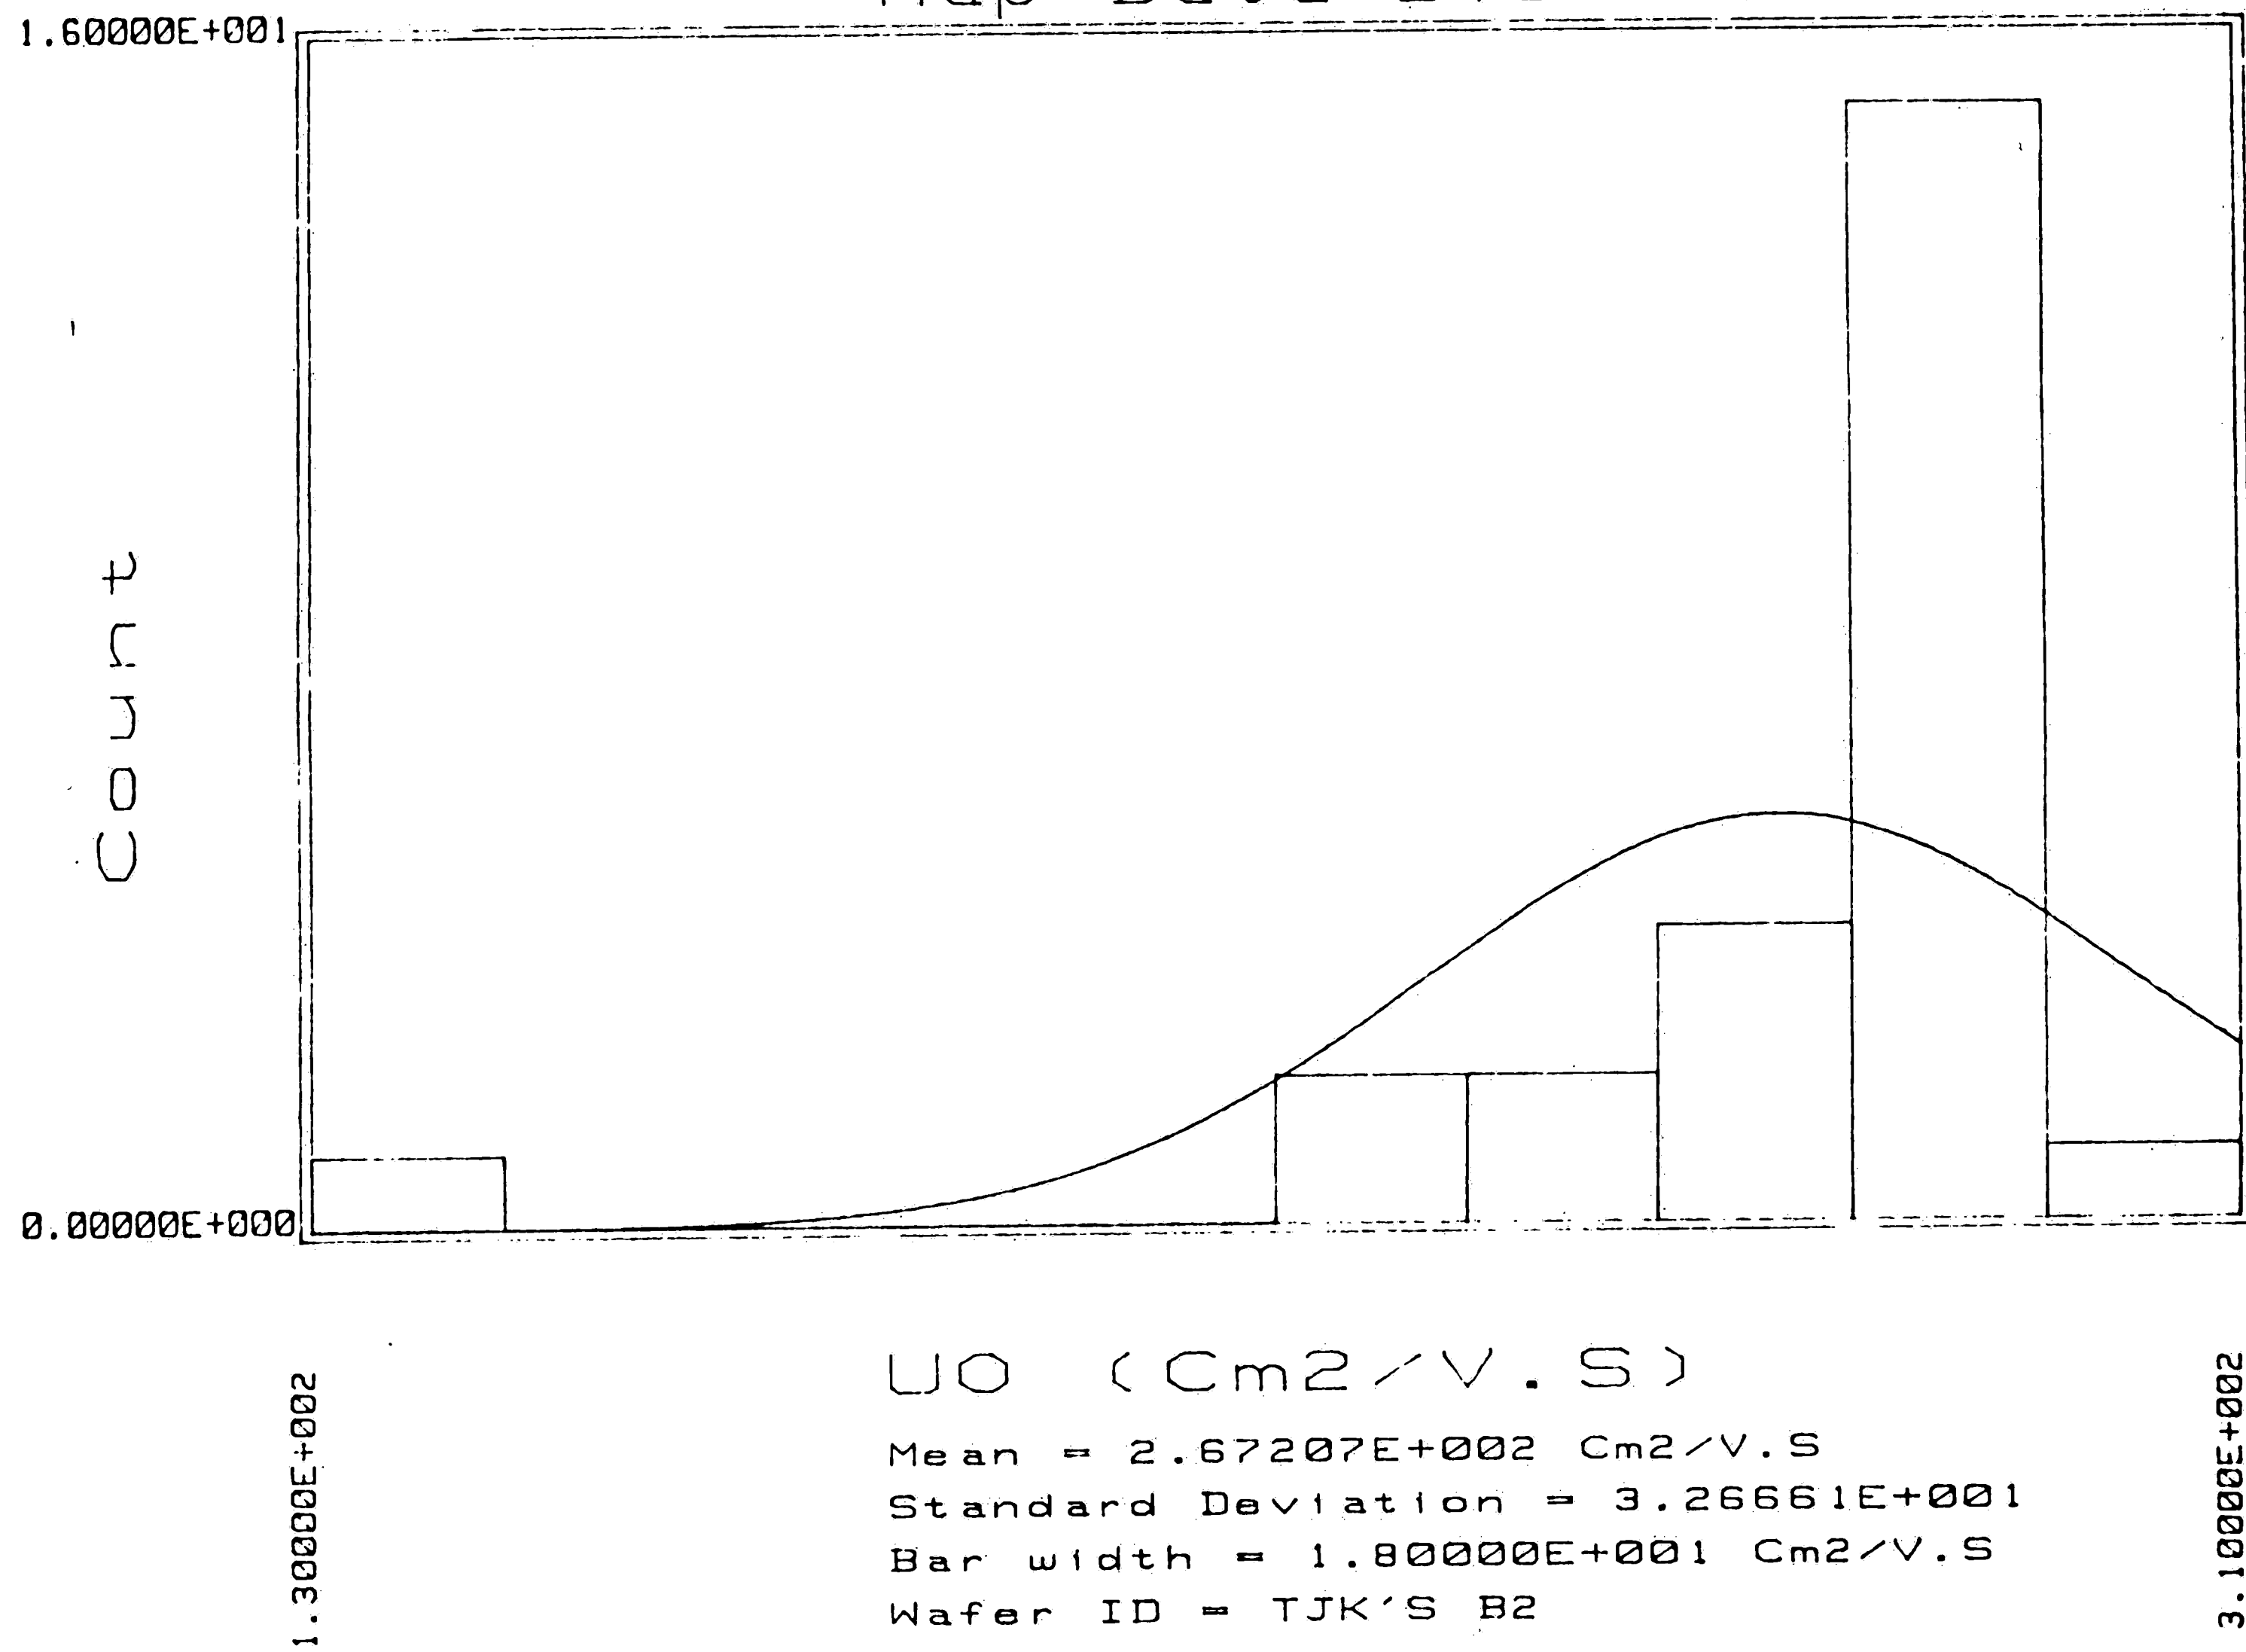 1.60000E+001
Count
0.00000E+000
1.30000E+002
3.10000E+002
UO (Cm2/V.S)
Mean = 2.67207E+002 Cm2/V.S
Standard Deviation = 3.26661E+001
Bar width = 1.80000E+001 Cm2/V.S
Wafer ID = TJK'S B2